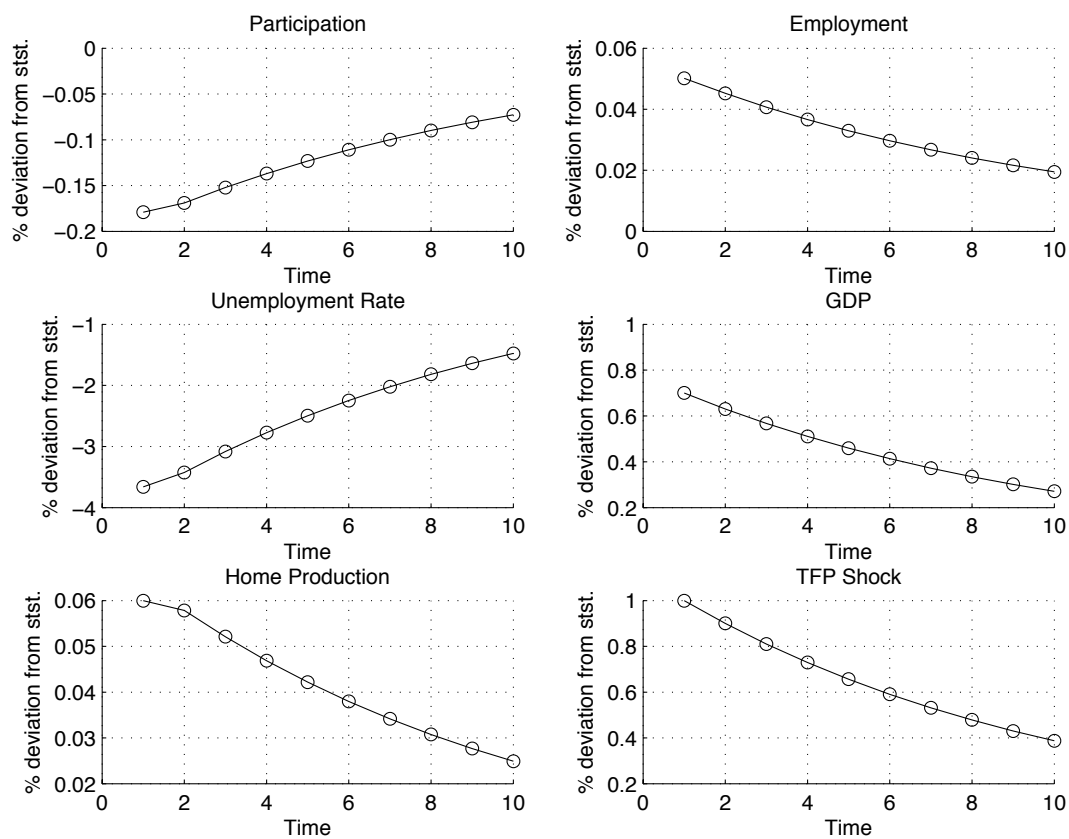 Participation
% deviation from stst.
0
−0.05
−0.1
−0.15
−0.2
0 2 4 6 8 10
Time
Employment
% deviation from stst.
0.06
0.04
0.02
0
0 2 4 6 8 10
Time
Unemployment Rate
% deviation from stst.
−1
−2
−3
−4
0 2 4 6 8 10
Time
GDP
% deviation from stst.
1
0.8
0.6
0.4
0.2
0 2 4 6 8 10
Time
Home Production
% deviation from stst.
0.06
0.05
0.04
0.03
0.02
0 2 4 6 8 10
Time
TFP Shock
% deviation from stst.
1
0.8
0.6
0.4
0.2
0 2 4 6 8 10
Time